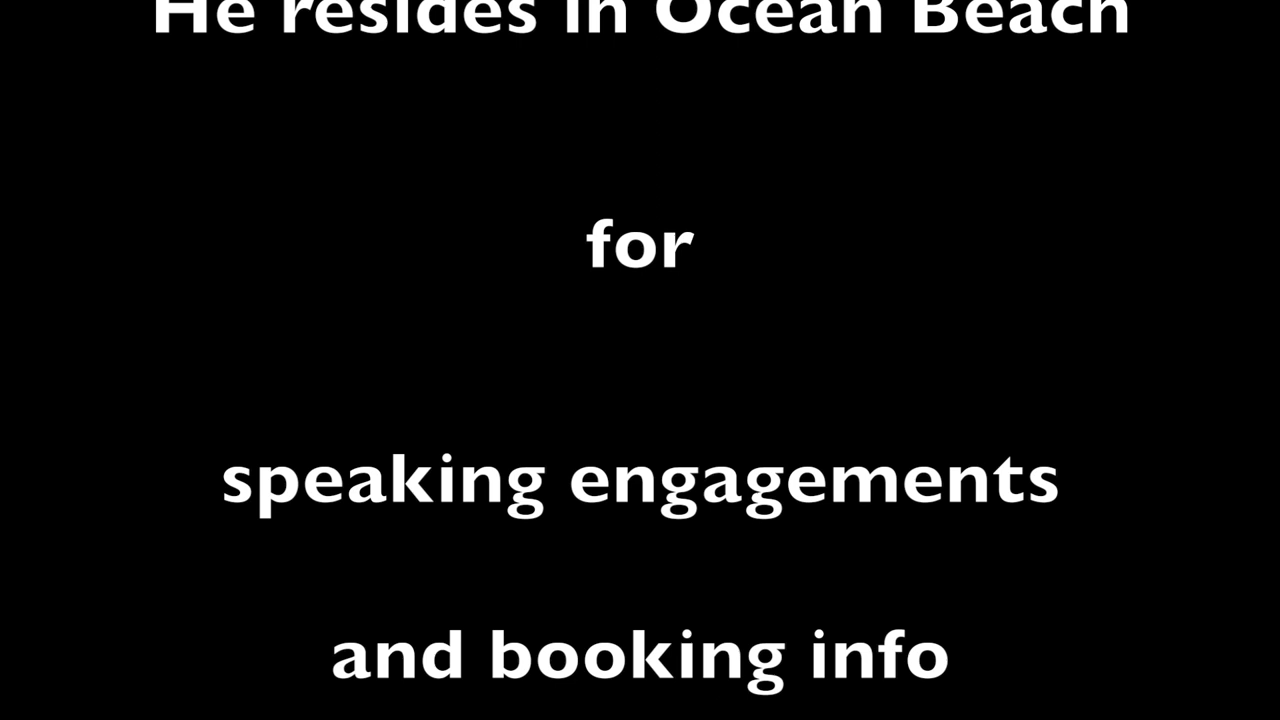 He resides in Ocean Beach
for
speaking engagements
and booking info